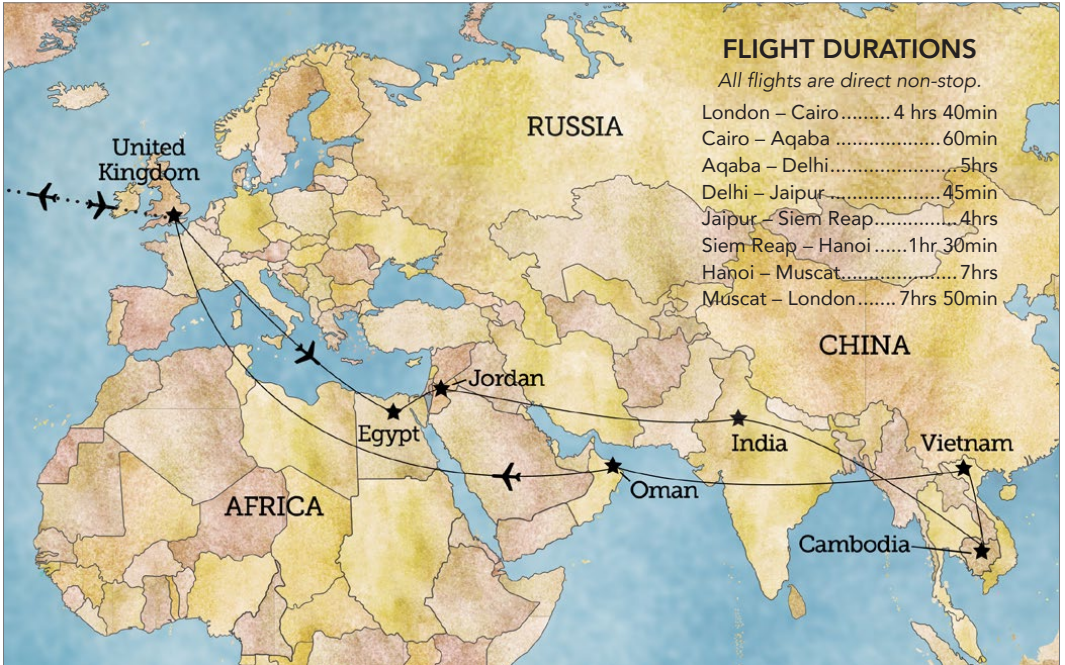 FLIGHT DURATIONS
All flights are direct non-stop.
London – Cairo......... 4 hrs 40min
Cairo – Aqaba ....................60min
Aqaba – Delhi........................5hrs
Delhi – Jaipur .....................45min
Jaipur – Siem Reap...............4hrs
Siem Reap – Hanoi ......1hr 30min
Hanoi – Muscat.....................7hrs
Muscat – London....... 7hrs 50min
RUSSIA
United
Kingdom
CHINA
Jordan
Egypt
India
Vietnam
Oman
AFRICA
Cambodia